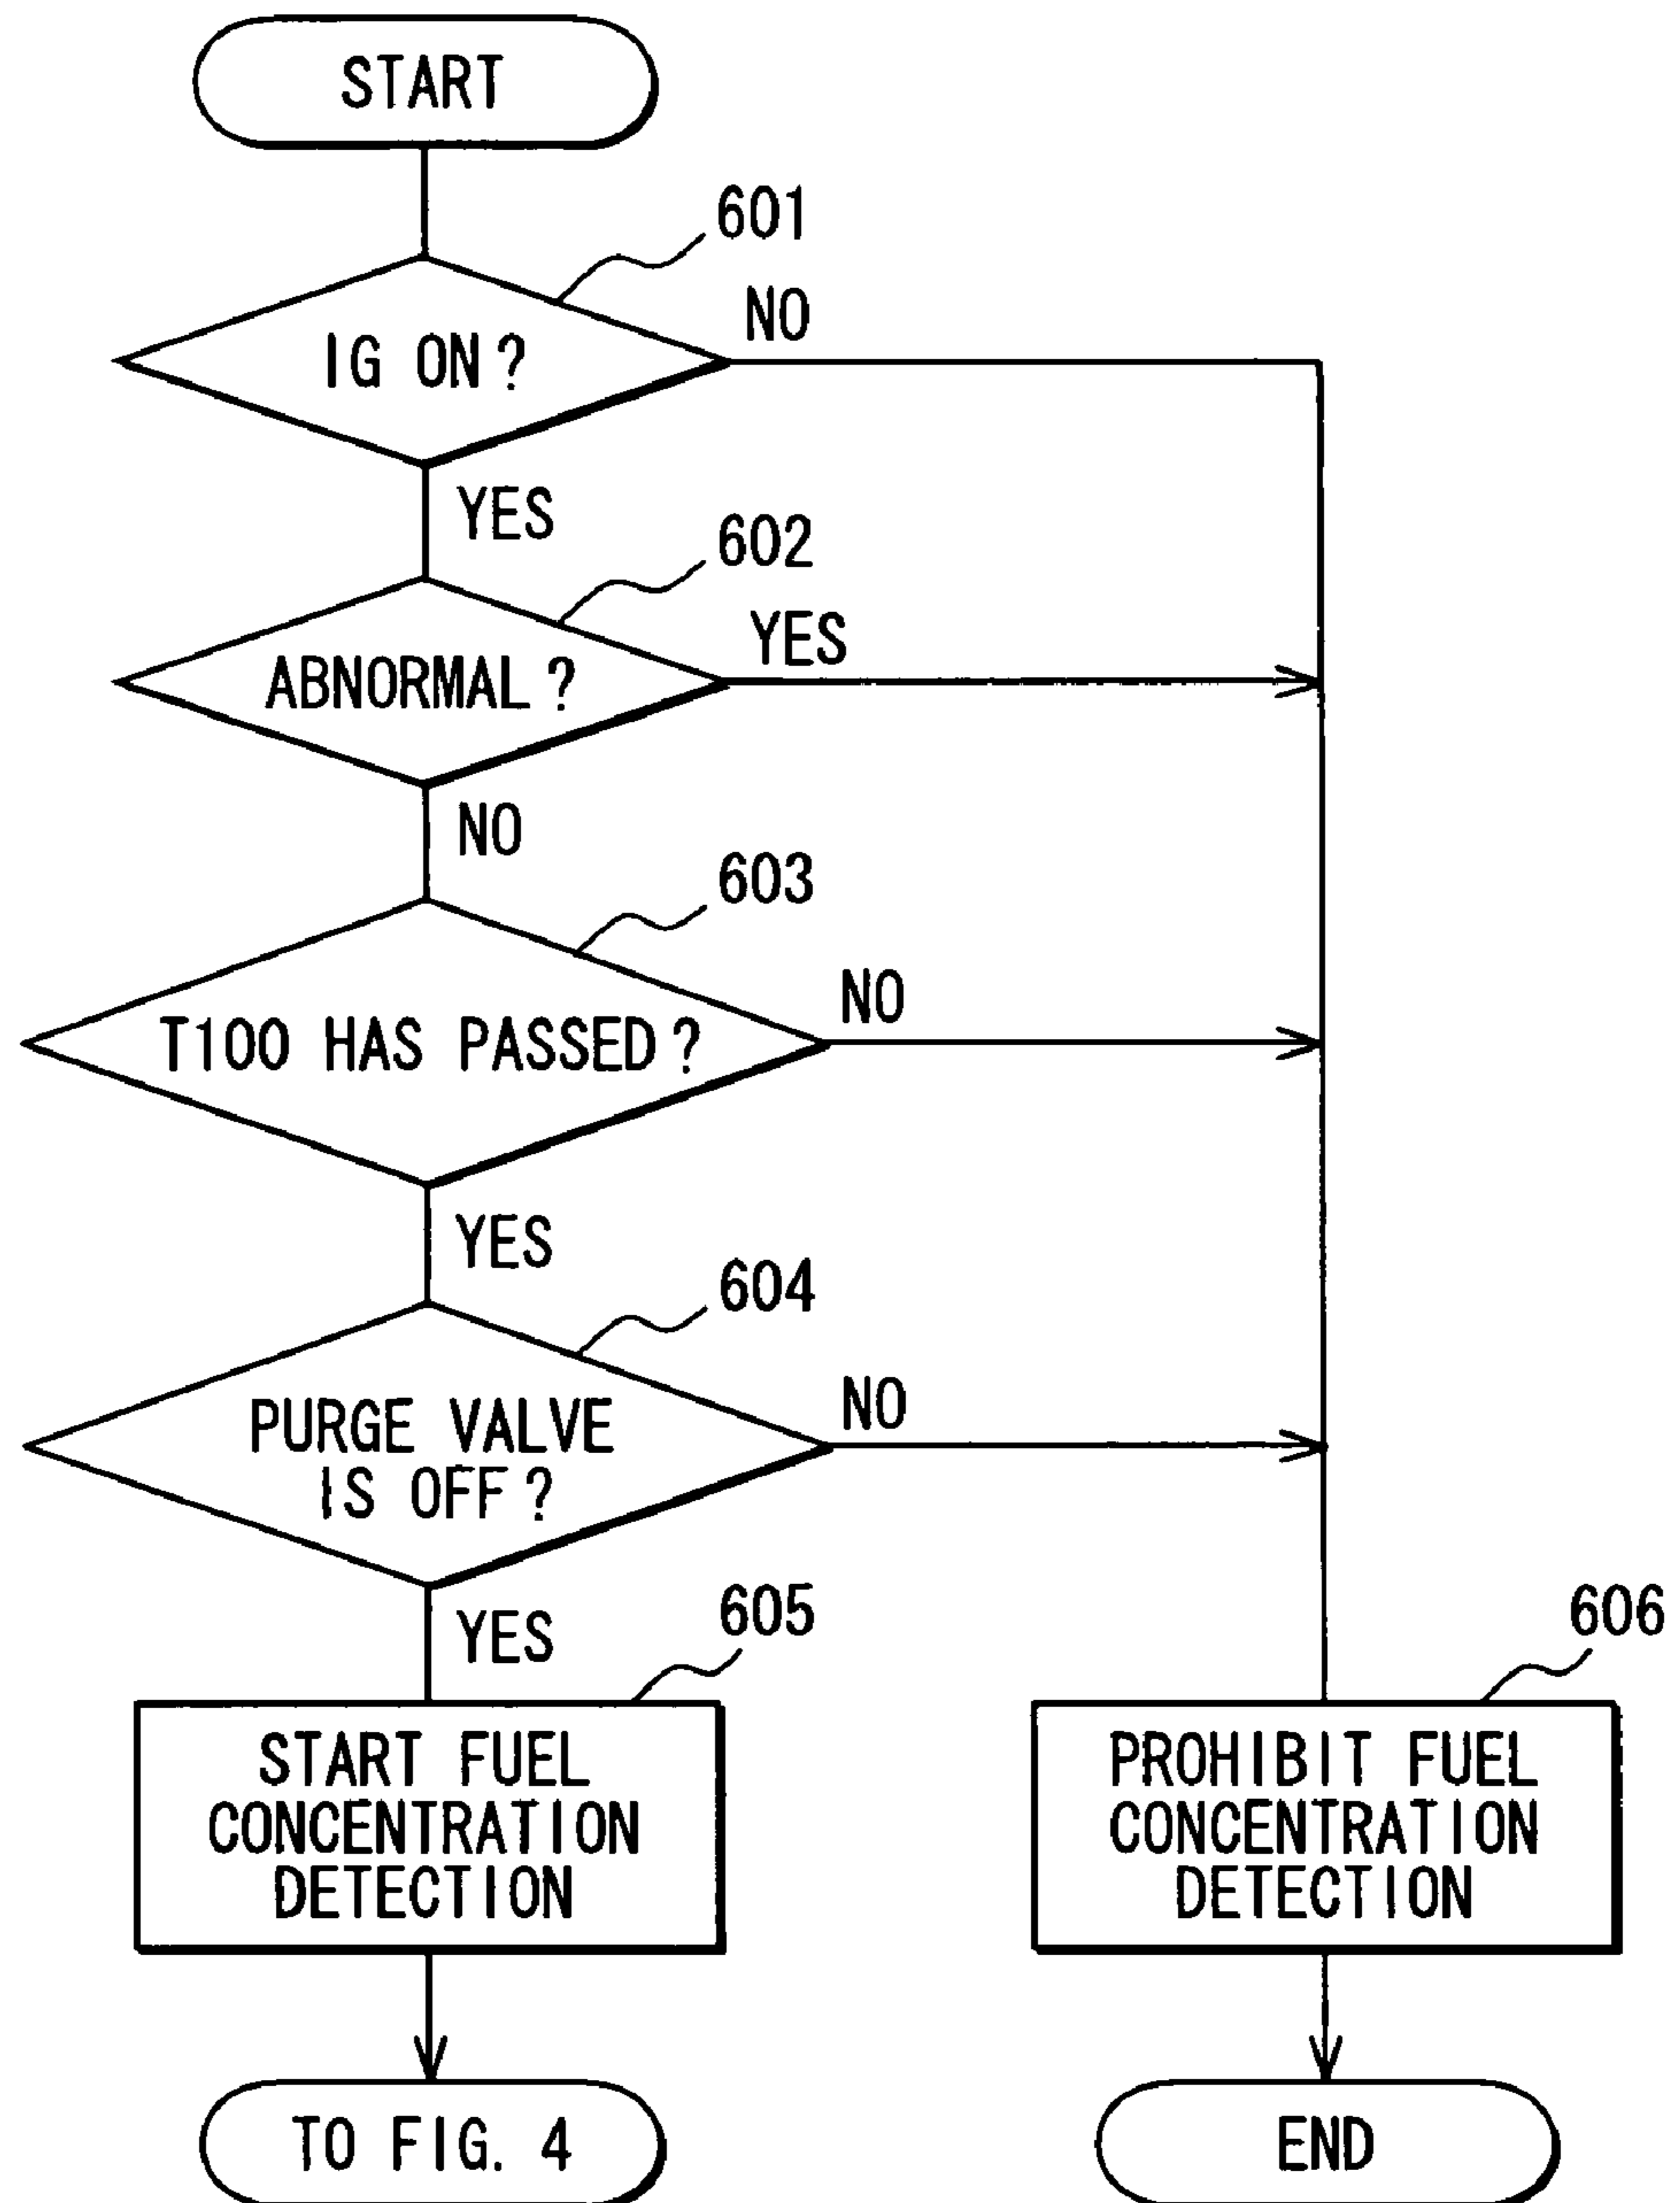 START
601
IG ON?
NO
YES
602
ABNORMAL?
YES
NO
603
T100 HAS PASSED?
NO
YES
604
PURGE VALVE
IS OFF?
NO
YES
605
START FUEL
CONCENTRATION
DETECTION
606
PROHIBIT FUEL
CONCENTRATION
DETECTION
TO FIG. 4
END